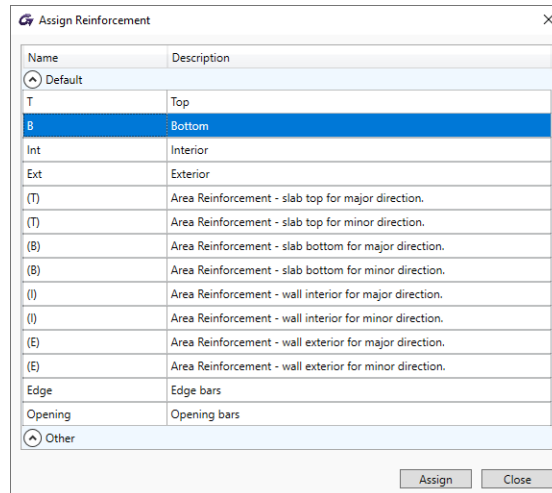 Assign Reinforcement
Name Description
Default
T Top
B Bottom
Int Interior
Ext Exterior
(T) Area Reinforcement - slab top for major direction.
(T) Area Reinforcement - slab top for minor direction.
(B) Area Reinforcement - slab bottom for major direction.
(B) Area Reinforcement - slab bottom for minor direction.
(I) Area Reinforcement - wall interior for major direction.
(I) Area Reinforcement - wall interior for minor direction.
(E) Area Reinforcement - wall exterior for major direction.
(E) Area Reinforcement - wall exterior for minor direction.
Edge Edge bars
Opening Opening bars
Other
Assign Close